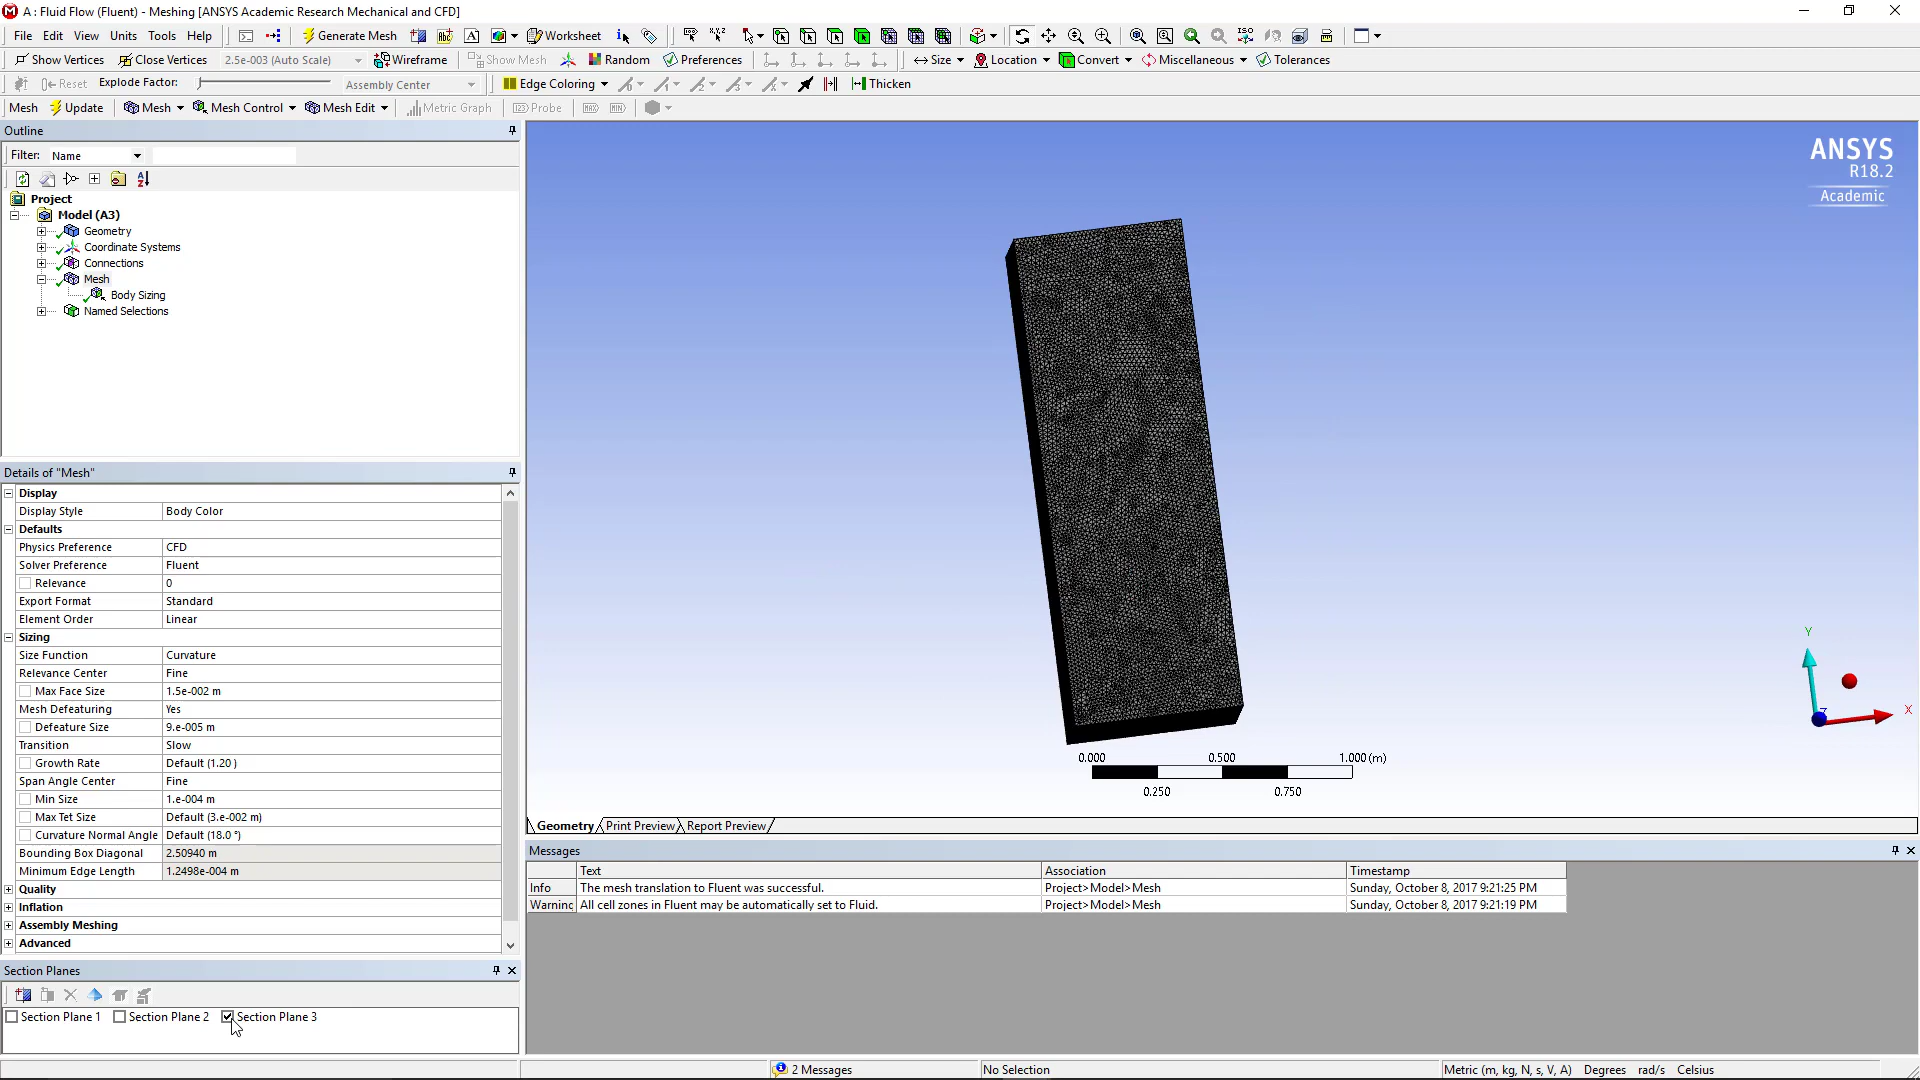 A : Fluid Flow (Fluent) - Meshing [ANSYS Academic Research Mechanical and CFD]
File Edit View Units Tools Help Generate Mesh Worksheet
Show Vertices Close Vertices 2.5e-003 (Auto Scale) Wireframe Show Mesh Random Preferences Size Location Convert Miscellaneous Tolerances
Reset Explode Factor: Assembly Center Edge Coloring Thicken
Mesh Update Mesh Mesh Control Mesh Edit Metric Graph Probe
Outline
Filter: Name
Project
Model (A3)
Geometry
Coordinate Systems
Connections
Mesh
Body Sizing
Named Selections
Details of "Mesh"
Display
Display Style Body Color
Defaults
Physics Preference CFD
Solver Preference Fluent
Relevance 0
Export Format Standard
Element Order Linear
Sizing
Size Function Curvature
Relevance Center Fine
Max Face Size 1.5e-002 m
Mesh Defeaturing Yes
Defeature Size 9.e-005 m
Transition Slow
Growth Rate Default (1.20 )
Span Angle Center Fine
Min Size 1.e-004 m
Max Tet Size Default (3.e-002 m)
Curvature Normal Angle Default (18.0 °)
Bounding Box Diagonal 2.50940 m
Minimum Edge Length 1.2498e-004 m
Quality
Inflation
Assembly Meshing
Advanced
Section Planes
Section Plane 1 Section Plane 2 Section Plane 3
ANSYS
R18.2
Academic
Y
Z
X
0.000 0.500 1.000 (m)
0.250 0.750
Geometry Print Preview Report Preview
Messages
Text Association Timestamp
Info The mesh translation to Fluent was successful. Project>Model>Mesh Sunday, October 8, 2017 9:21:25 PM
Warning All cell zones in Fluent may be automatically set to Fluid. Project>Model>Mesh Sunday, October 8, 2017 9:21:19 PM
2 Messages No Selection Metric (m, kg, N, s, V, A) Degrees rad/s Celsius